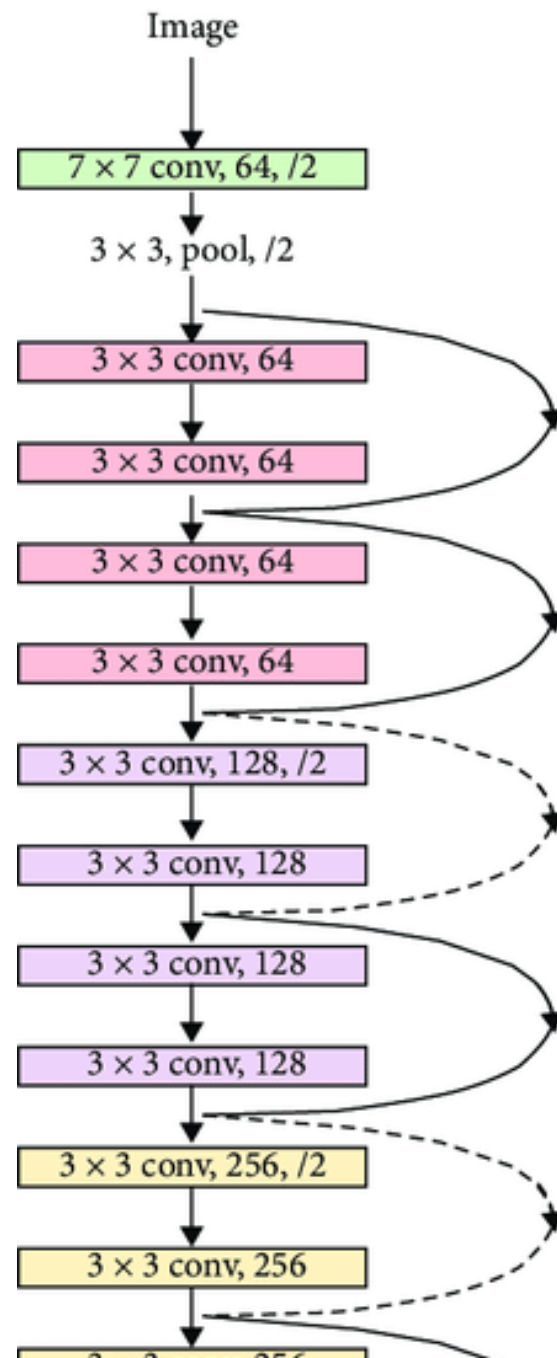 Image
7 × 7 conv, 64, /2
3 × 3, pool, /2
3 × 3 conv, 64
3 × 3 conv, 64
3 × 3 conv, 64
3 × 3 conv, 64
3 × 3 conv, 128, /2
3 × 3 conv, 128
3 × 3 conv, 128
3 × 3 conv, 128
3 × 3 conv, 256, /2
3 × 3 conv, 256